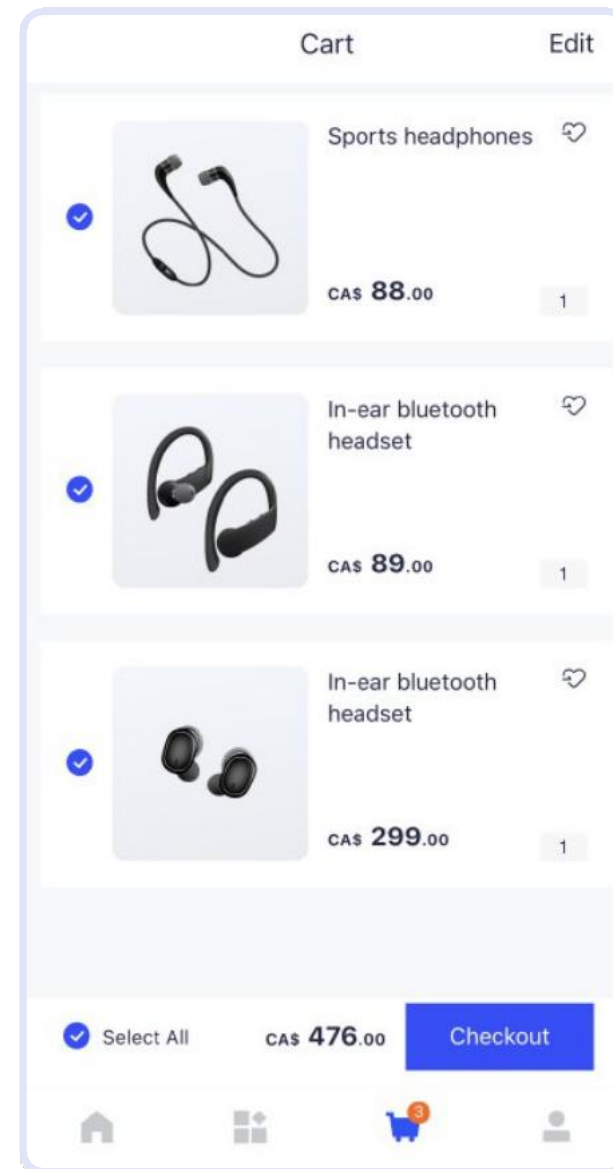 Cart Edit
Sports headphones
CA$ 88.00 1
In-ear bluetooth
headset
CA$ 89.00 1
In-ear bluetooth
headset
CA$ 299.00 1
Select All CA$ 476.00 Checkout
3